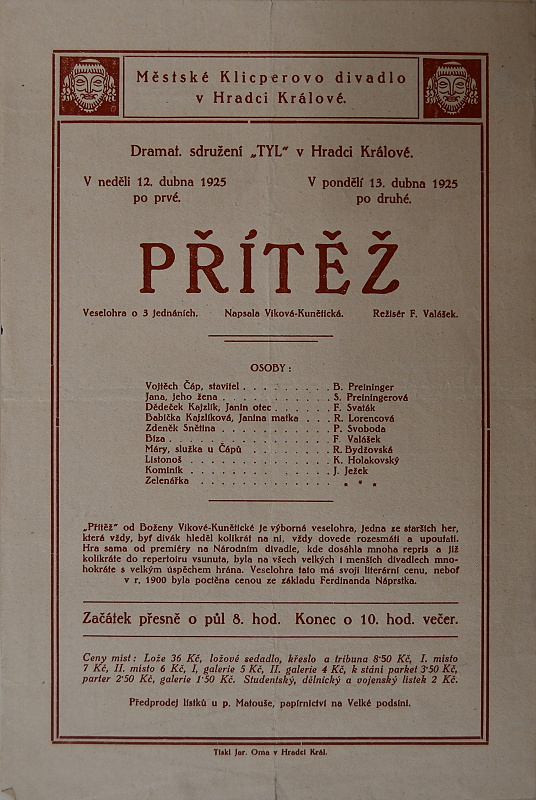 Městské Klicperovo divadlo
v Hradci Králové.
Dramat. sdružení „TYL" v Hradci Králové.
V neděli 12. dubna 1925
po prvé.
V pondělí 13. dubna 1925
po druhé.
PŘÍTĚŽ
Veselohra o 3 jednáních. Napsala Viková-Kunětická. Režisér F. Valášek.
OSOBY:
Vojtěch Čáp, stavitel . . . . . . . . . . B. Preininger
Jana, jeho žena . . . . . . . . . . . . S. Preiningerová
Dědeček Kajzlík, Janin otec . . . . . . F. Svaták
Babička Kajzlíková, Janina matka . . . R. Lorencová
Zdeněk Snětina . . . . . . . . . . . . P. Svoboda
Bíza . . . . . . . . . . . . . . . . . F. Valášek
Máry, služka u Čápů . . . . . . . . . R. Bydžovská
Listonoš . . . . . . . . . . . . . . . K. Holakovský
Kominík . . . . . . . . . . . . . . . J. Ježek
Zelenářka . . . . . . . . . . . . . . * * *
„Přítěž" od Boženy Vikové-Kunětické je výborná veselohra, jedna ze starších her,
která vždy, byť divák hleděl kolikrát na ni, vždy dovede rozesmáti a upoutati.
Hra sama od premiéry na Národním divadle, kde dosáhla mnoha repris a již
kolikráte do repertoiru vsunuta, byla na všech velkých i menších divadlech mno-
hokráte s velkým úspěchem hrána. Veselohra tato má svoji literární cenu, neboť
v r. 1900 byla poctěna cenou ze základu Ferdinanda Náprstka.
Začátek přesně o půl 8. hod. Konec o 10. hod. večer.
Ceny míst: Lože 36 Kč, ložové sedadlo, křeslo a tribuna 8·50 Kč, I. místo
7 Kč, II. místo 6 Kč, I. galerie 5 Kč, II. galerie 4 Kč, k stání parket 3·50 Kč,
parter 2·50 Kč, galerie 1·50 Kč. Studentský, dělnický a vojenský lístek 2 Kč.
Předprodej lístků u p. Matouše, papírnictví na Velké podsíni.
Tiskl Jar. Oma v Hradci Král.